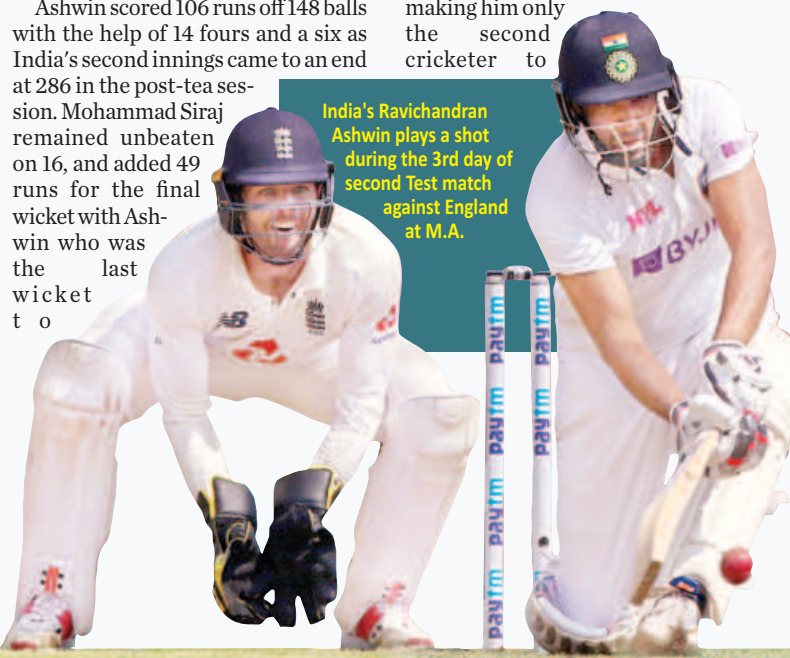 Ashwin scored 106 runs off 148 balls
with the help of 14 fours and a six as
India's second innings came to an end
at 286 in the post-tea ses-
sion. Mohammad Siraj
remained unbeaten
on 16, and added 49
runs for the final
wicket with Ash-
win who was
the last
wicket
to
making him only
the second
cricketer to
India's Ravichandran
Ashwin plays a shot
during the 3rd day of
second Test match
against England
at M.A.
NB
paytm
paytm
paytm
paytm
paytm
paytm
MPL
BYJU